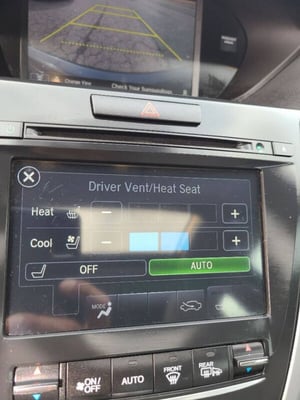 Change View
Check Your Surroundings
Driver Vent/Heat Seat
Heat - +
Cool - +
OFF AUTO
MODE
ON/OFF AUTO FRONT REAR